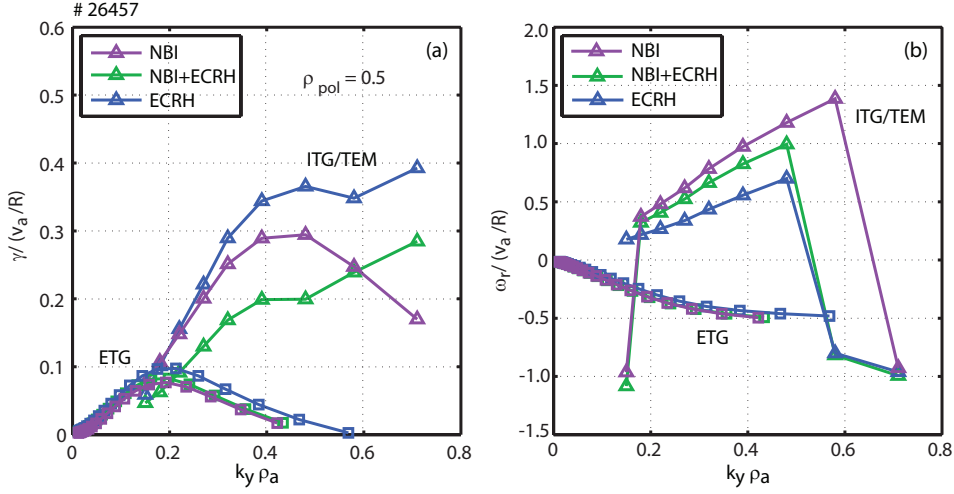 # 26457
(a)
NBI
NBI+ECRH
ECRH
ρ pol = 0.5
ITG/TEM
ETG
γ/ (v a /R)
0.6
0.5
0.4
0.3
0.2
0.1
0
0
0.2
0.4
0.6
0.8
k y ρ a
(b)
NBI
NBI+ECRH
ECRH
ITG/TEM
ETG
ω r / (v a /R)
2.0
1.5
1.0
0.5
0
-0.5
-1.0
-1.5
0
0.2
0.4
0.6
0.8
k y ρ a